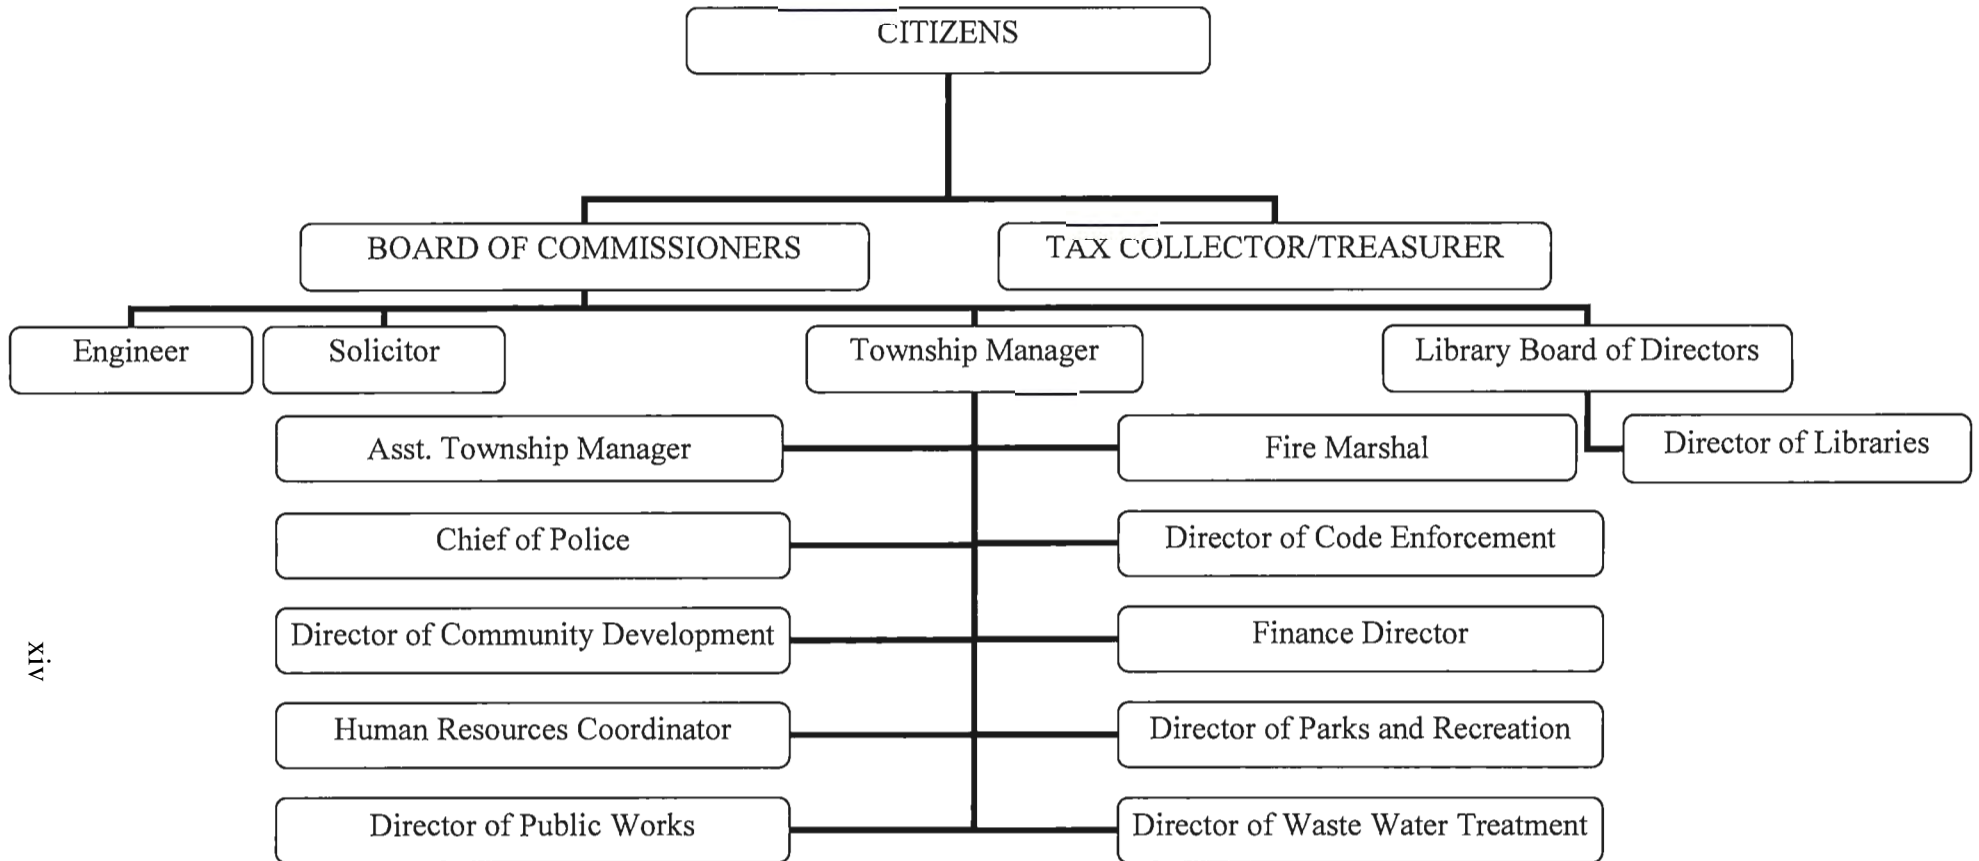 CITIZENS
BOARD OF COMMISSIONERS
TAX COLLECTOR/TREASURER
Engineer
Solicitor
Township Manager
Library Board of Directors
Asst. Township Manager
Fire Marshal
Director of Libraries
Chief of Police
Director of Code Enforcement
Director of Community Development
Finance Director
Human Resources Coordinator
Director of Parks and Recreation
Director of Public Works
Director of Waste Water Treatment
xiv